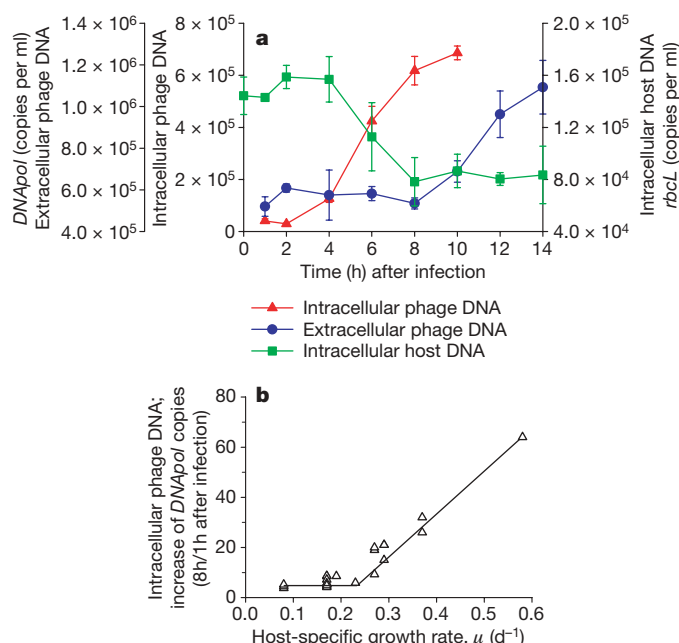 a
DNApol (copies per ml)
Extracellular phage DNA
1.4 × 10⁶
1.2 × 10⁶
1.0 × 10⁶
8.0 × 10⁵
6.0 × 10⁵
4.0 × 10⁵
Intracellular phage DNA
8 × 10⁵
6 × 10⁵
4 × 10⁵
2 × 10⁵
0
2.0 × 10⁵
1.6 × 10⁵
1.2 × 10⁵
8.0 × 10⁴
4.0 × 10⁴
Intracellular host DNA
rbcL (copies per ml)
0 2 4 6 8 10 12 14
Time (h) after infection
Intracellular phage DNA
Extracellular phage DNA
Intracellular host DNA
b
Intracellular phage DNA;
increase of DNApol copies
(8h/1h after infection)
80
60
40
20
0
0.0 0.1 0.2 0.3 0.4 0.5 0.6
Host-specific growth rate, μ (d⁻¹)